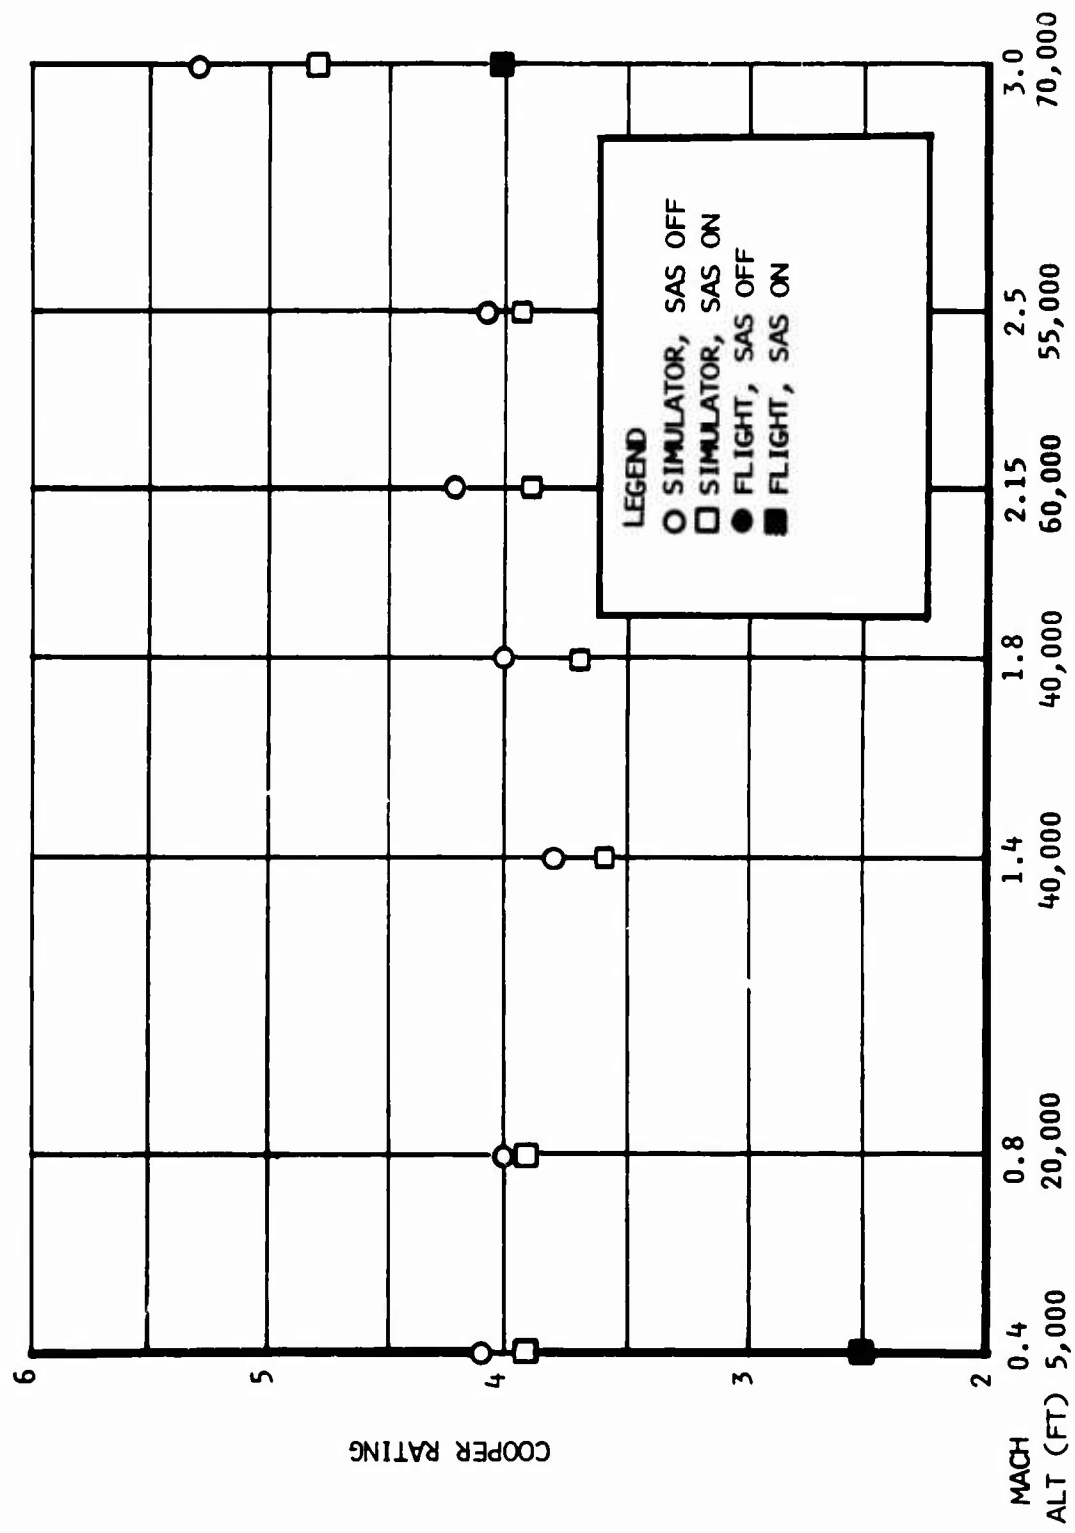 6
5
4
3
2
COOPER RATING
LEGEND
SIMULATOR, SAS OFF
SIMULATOR, SAS ON
FLIGHT, SAS OFF
FLIGHT, SAS ON
MACH 0.4 0.8 1.4 1.8 2.15 2.5 3.0
ALT (FT) 5,000 20,000 40,000 40,000 60,000 55,000 70,000